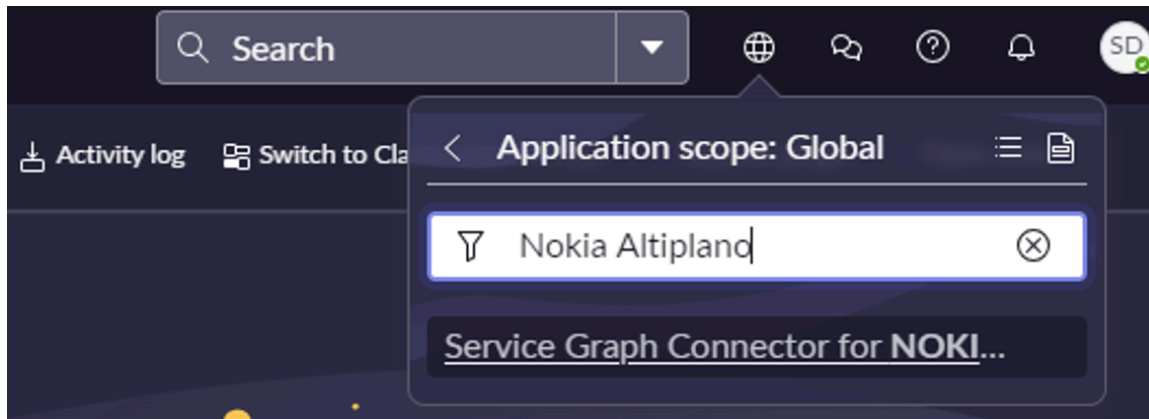 Search
SD
Activity log
Switch to Cla
Application scope: Global
Nokia Altiplano
Service Graph Connector for NOKI...